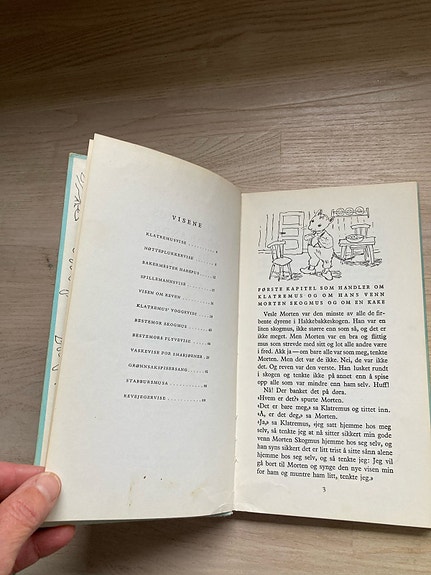 VISENE
KLATREMUSVISE
NØTTEPLUKKERVISE
BAKERMESTER HAREPUS
SPILLEMANNSVISE
VISEN OM REVEN
KLATREMUS' VOGGEVISE
BESTEMOR SKOGMUS
BESTEMORS FLYVEVISE
VASKEVISE FOR SMÅBJØRNER
GRØNNSAKSPISERSANG
STABBURSMUSA
REVEJEGERVISE
FØRSTE KAPITEL SOM HANDLER OM
KLATREMUS OG OM HANS VENN
MORTEN SKOGMUS OG OM EN KAKE
Vesle Morten var den minste av alle de fir-
bente dyrene i Hakkebakkeskogen. Han var en
liten skogmus, ikke større enn som så, og det er
ikke meget. Men Morten var en bra og flittig
mus som strevde med sitt og lot alle andre være
i fred. Akk ja — om bare alle var som meg, tenkte
Morten. Men det var de ikke. Nei, de var ikke
det. Og reven var verste. Han lusket rundt
i skogen og tenkte ikke på annet enn å spise
opp alle som var mindre enn ham selv. Huff!
Nå! Der banket det på døra.
«Hvem er det?» spurte Morten.
«Det er bare meg,» sa Klatremus og tittet inn.
«Å, er det deg,» sa Morten.
«Ja,» sa Klatremus, «jeg satt hjemme hos meg
selv, så tenkte jeg at nå sitter sikkert min gode
venn Morten Skogmus hjemme hos seg selv, og
han syns sikkert det er litt trist å sitte sånn alene
hjemme hos seg selv, og så tenkte jeg: Jeg vil
gå bort til Morten og synge den nye visen min
for ham og muntre ham litt, tenkte jeg.»
3